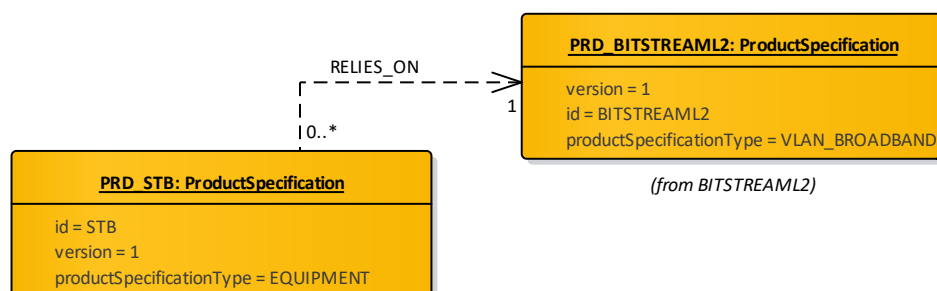 PRD_BITSTREAML2: ProductSpecification
version = 1
id = BITSTREAML2
productSpecificationType = VLAN_BROADBAND
(from BITSTREAML2)
RELIES_ON
1
0..*
PRD_STB: ProductSpecification
id = STB
version = 1
productSpecificationType = EQUIPMENT